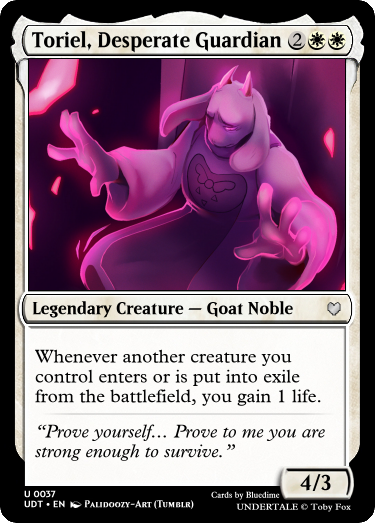 Toriel, Desperate Guardian 2
Legendary Creature — Goat Noble
Whenever another creature you
control enters or is put into exile
from the battlefield, you gain 1 life.
“Prove yourself… Prove to me you are
strong enough to survive.”
4/3
U 0037
UDT • EN Palidoozy-Art (Tumblr)
Cards by Bluedime
UNDERTALE © Toby Fox